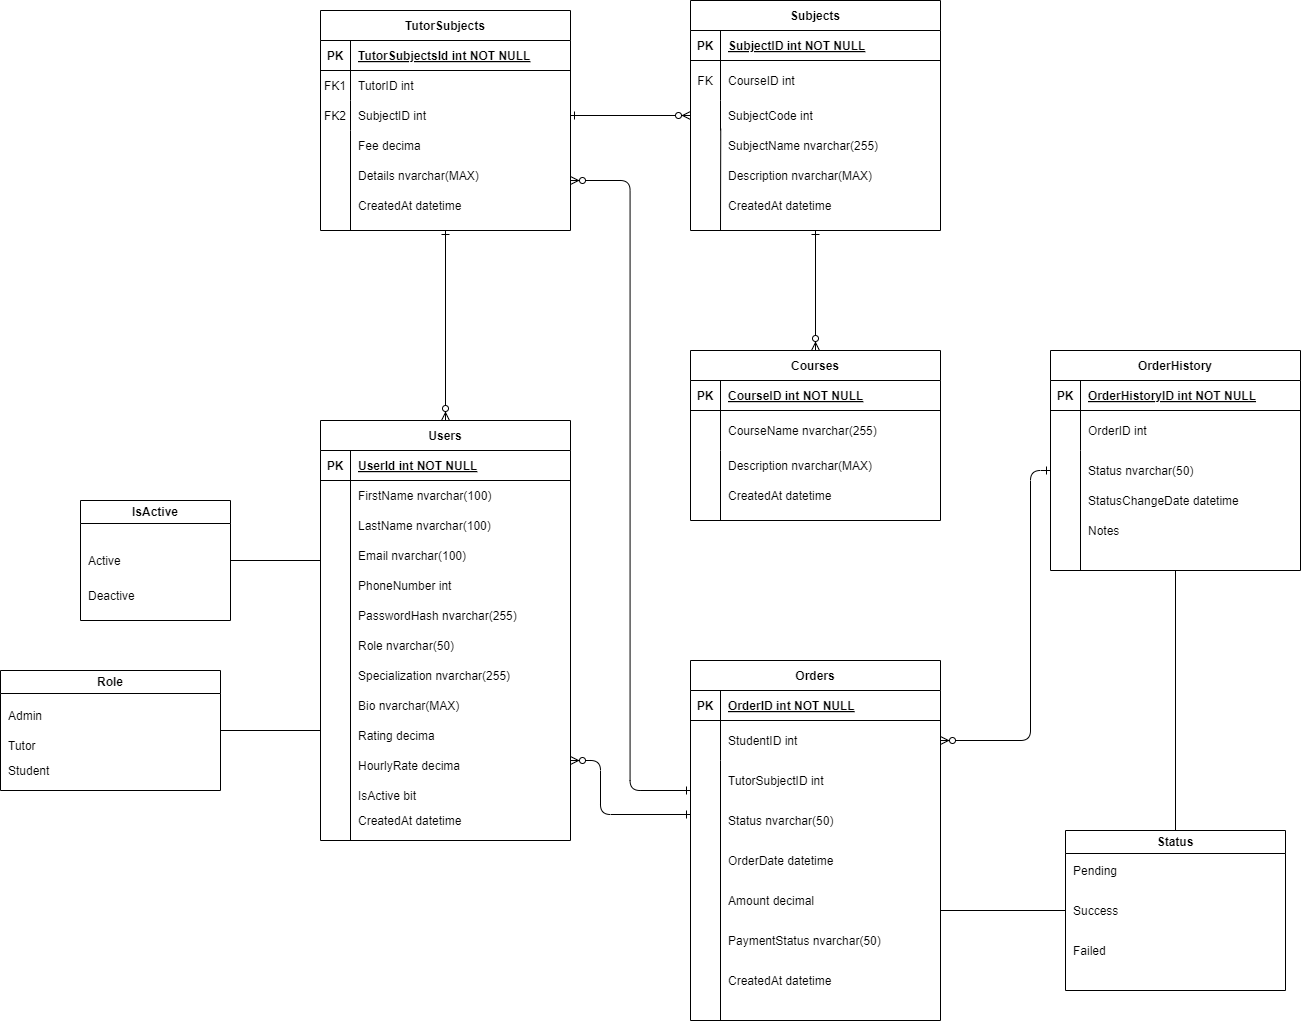 TutorSubjects
PK TutorSubjectsId int NOT NULL
FK1 TutorID int
FK2 SubjectID int
Fee decima
Details nvarchar(MAX)
CreatedAt datetime
Subjects
PK SubjectID int NOT NULL
FK CourseID int
SubjectCode int
SubjectName nvarchar(255)
Description nvarchar(MAX)
CreatedAt datetime
Courses
PK CourseID int NOT NULL
CourseName nvarchar(255)
Description nvarchar(MAX)
CreatedAt datetime
OrderHistory
PK OrderHistoryID int NOT NULL
OrderID int
Status nvarchar(50)
StatusChangeDate datetime
Notes
Users
PK UserId int NOT NULL
FirstName nvarchar(100)
LastName nvarchar(100)
Email nvarchar(100)
PhoneNumber int
PasswordHash nvarchar(255)
Role nvarchar(50)
Specialization nvarchar(255)
Bio nvarchar(MAX)
Rating decima
HourlyRate decima
IsActive bit
CreatedAt datetime
IsActive
Active
Deactive
Role
Admin
Tutor
Student
Orders
PK OrderID int NOT NULL
StudentID int
TutorSubjectID int
Status nvarchar(50)
OrderDate datetime
Amount decimal
PaymentStatus nvarchar(50)
CreatedAt datetime
Status
Pending
Success
Failed